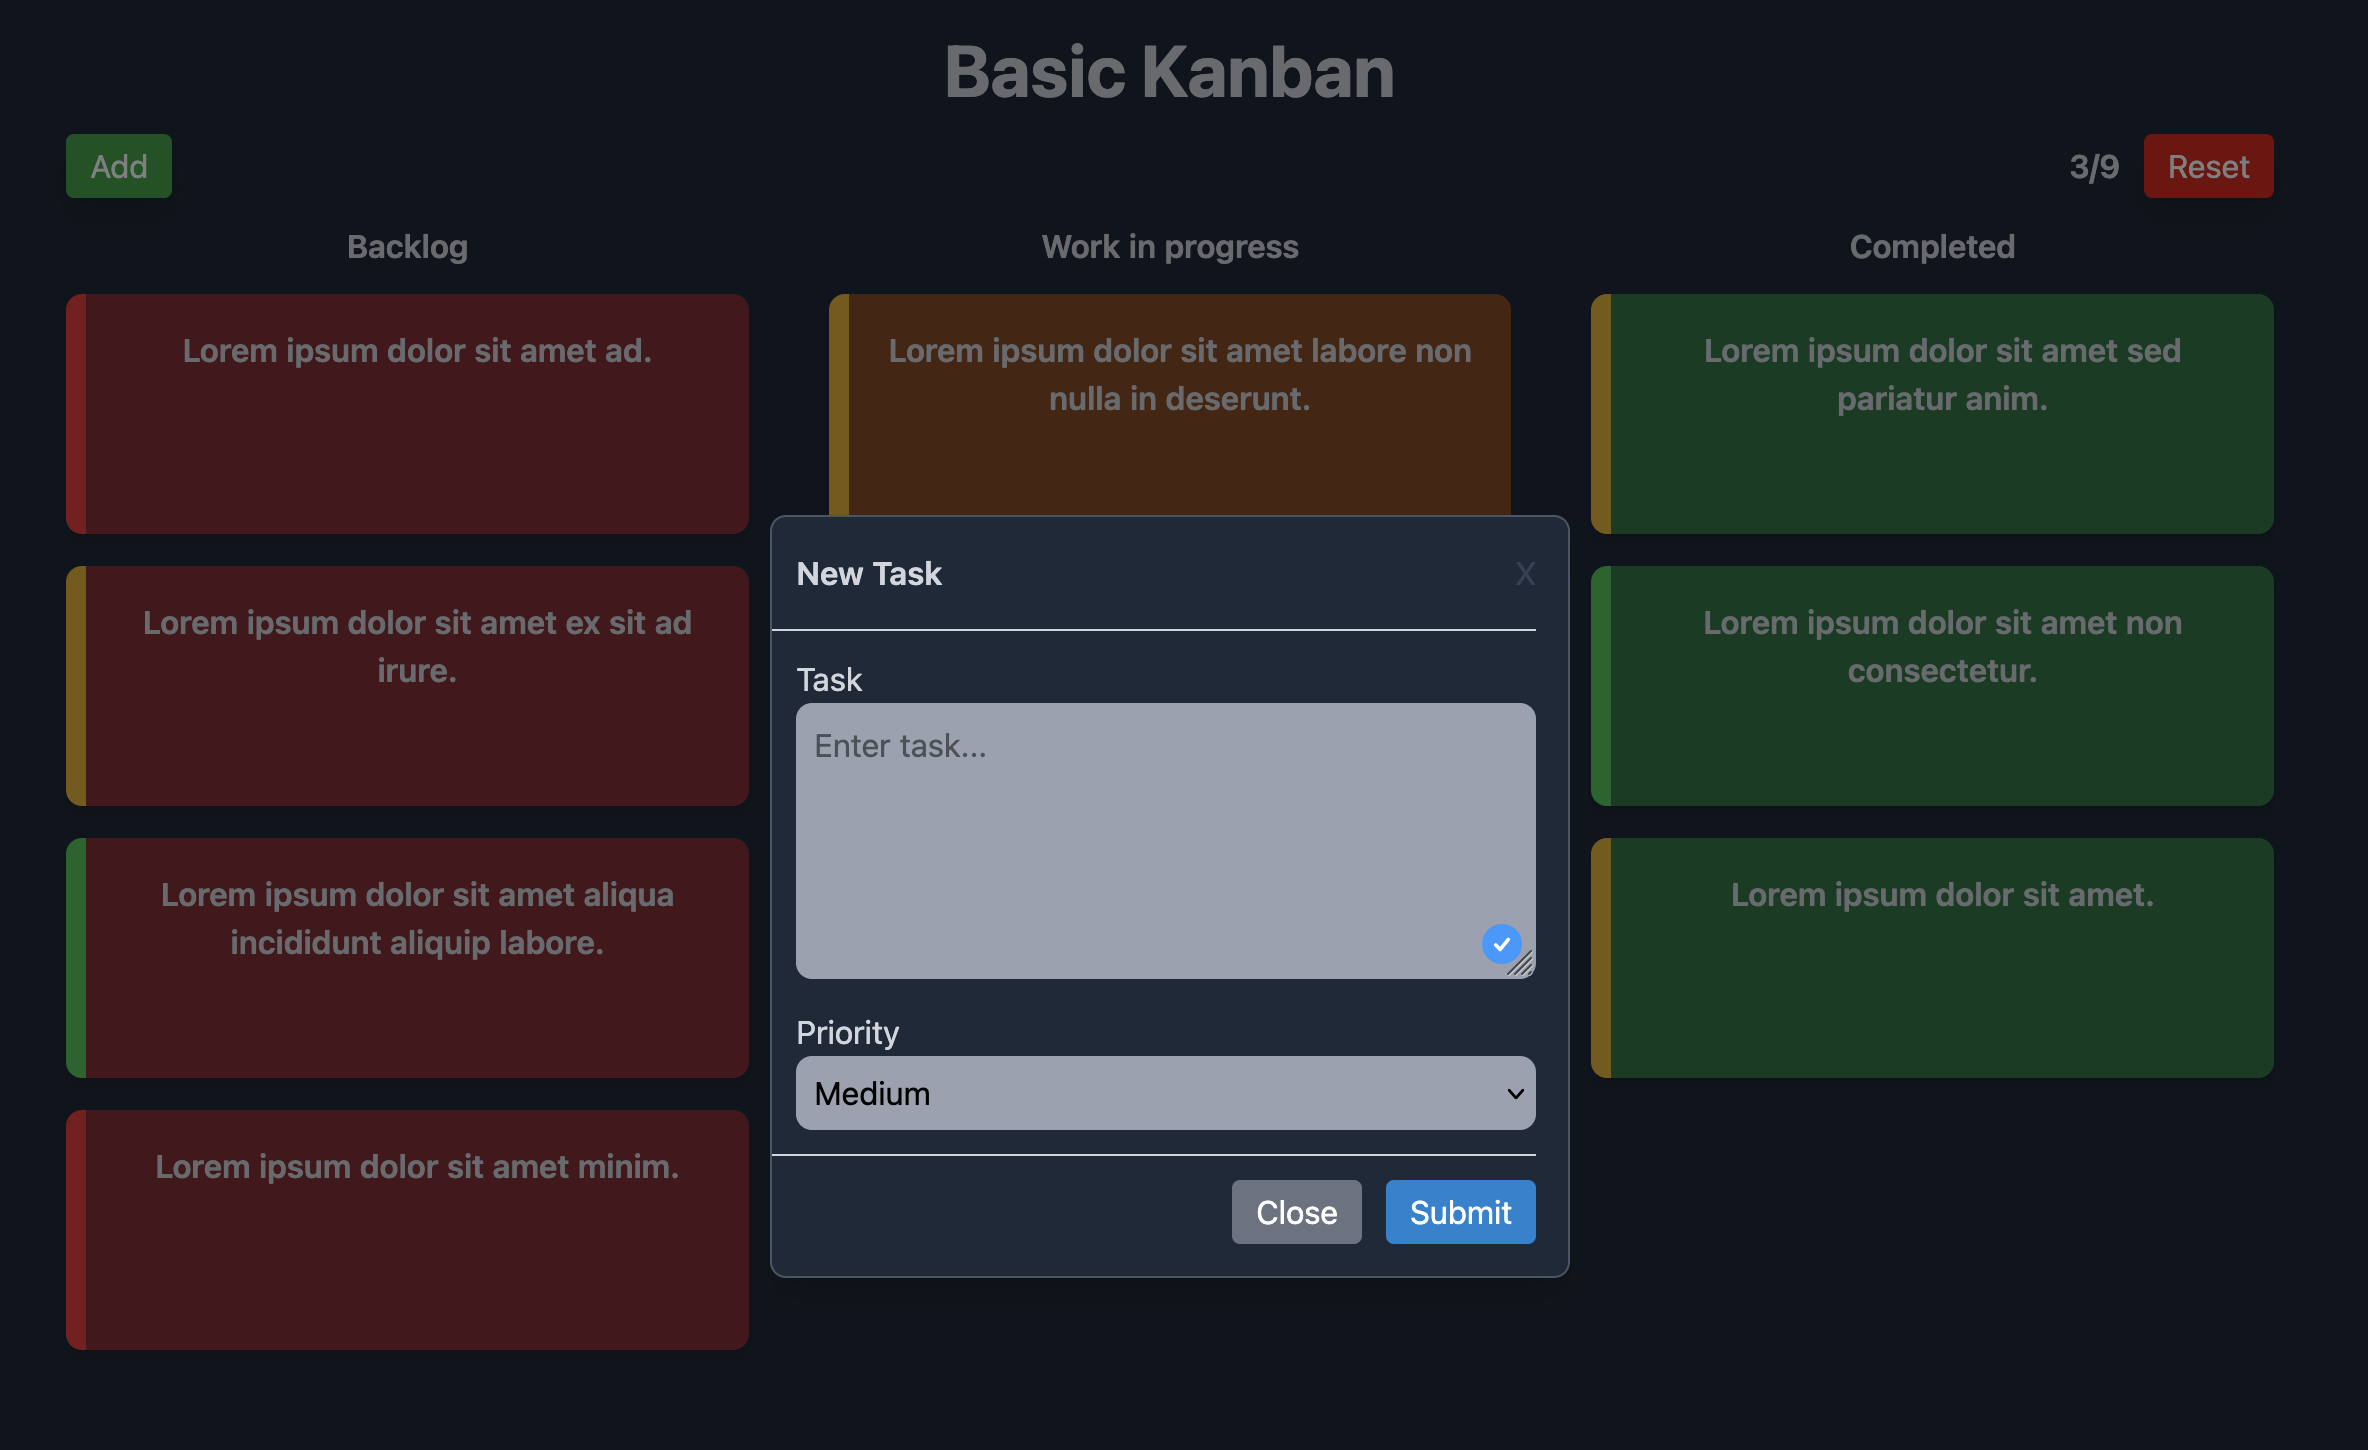 Basic Kanban
Add
3/9
Reset
Backlog
Work in progress
Completed
Lorem ipsum dolor sit amet ad.
Lorem ipsum dolor sit amet ex sit ad
irure.
Lorem ipsum dolor sit amet aliqua
incididunt aliquip labore.
Lorem ipsum dolor sit amet minim.
Lorem ipsum dolor sit amet labore non
nulla in deserunt.
Lorem ipsum dolor sit amet sed
pariatur anim.
Lorem ipsum dolor sit amet non
consectetur.
Lorem ipsum dolor sit amet.
New Task
X
Task
Enter task...
Priority
Medium
Close
Submit